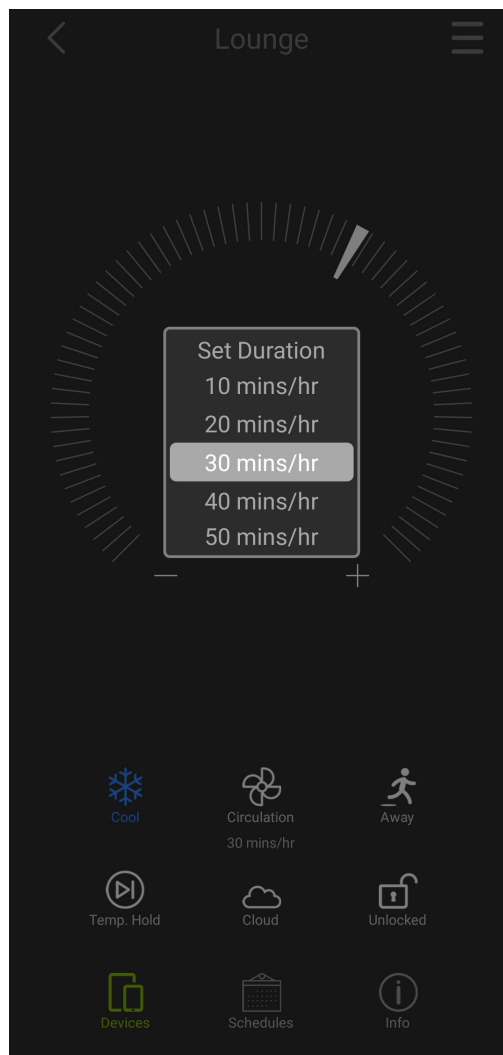 Lounge
Set Duration
10 mins/hr
20 mins/hr
30 mins/hr
40 mins/hr
50 mins/hr
Cool
Circulation
Away
30 mins/hr
Temp. Hold
Cloud
Unlocked
Devices
Schedules
Info